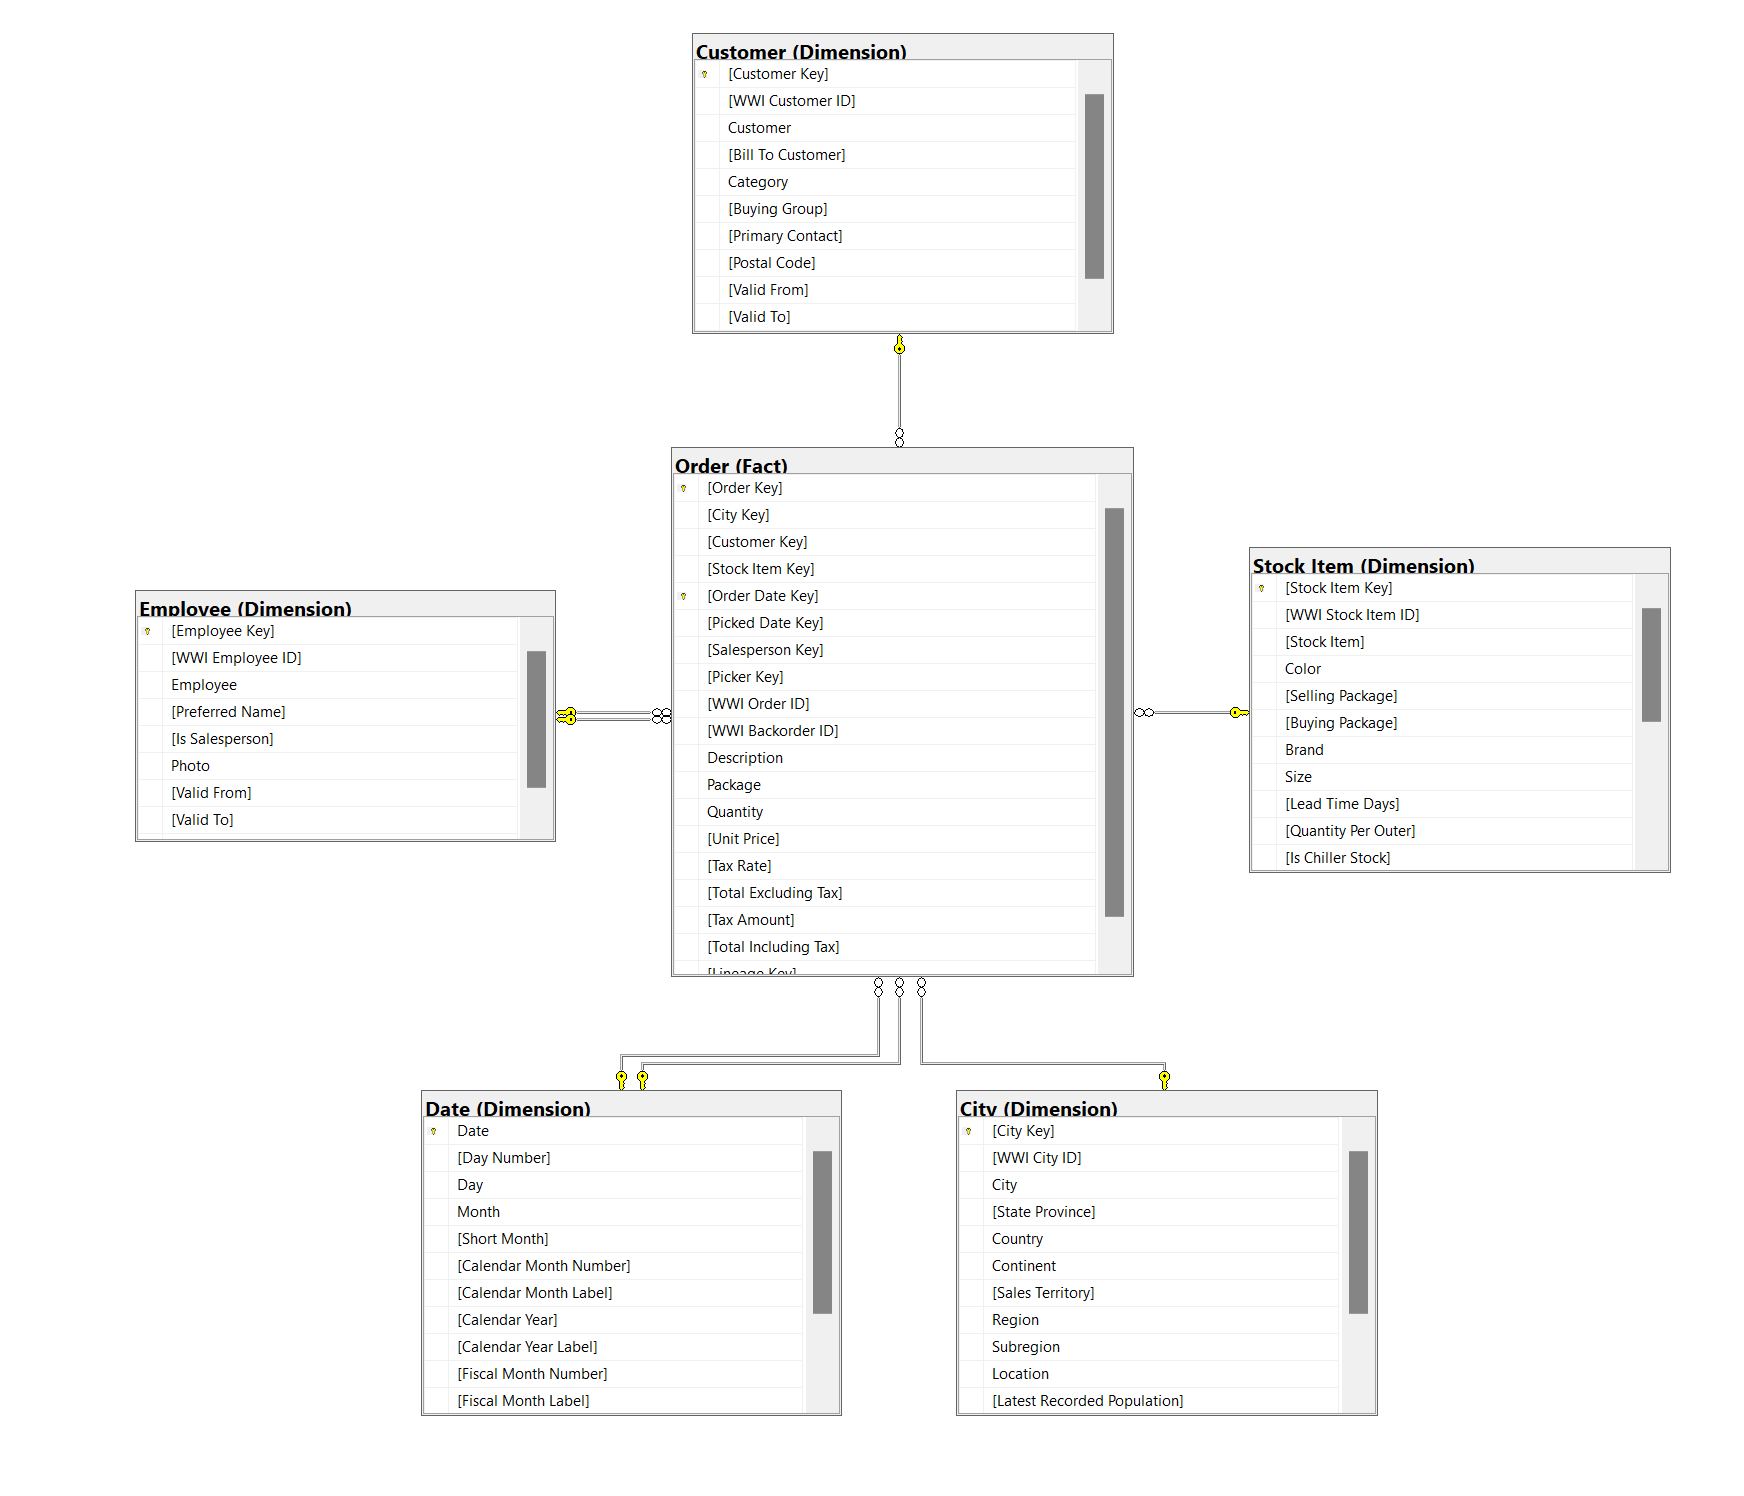 Customer (Dimension)
[Customer Key]
[WWI Customer ID]
Customer
[Bill To Customer]
Category
[Buying Group]
[Primary Contact]
[Postal Code]
[Valid From]
[Valid To]
Order (Fact)
[Order Key]
[City Key]
[Customer Key]
[Stock Item Key]
[Order Date Key]
[Picked Date Key]
[Salesperson Key]
[Picker Key]
[WWI Order ID]
[WWI Backorder ID]
Description
Package
Quantity
[Unit Price]
[Tax Rate]
[Total Excluding Tax]
[Tax Amount]
[Total Including Tax]
[Lineage Key]
Employee (Dimension)
[Employee Key]
[WWI Employee ID]
Employee
[Preferred Name]
[Is Salesperson]
Photo
[Valid From]
[Valid To]
Stock Item (Dimension)
[Stock Item Key]
[WWI Stock Item ID]
[Stock Item]
Color
[Selling Package]
[Buying Package]
Brand
Size
[Lead Time Days]
[Quantity Per Outer]
[Is Chiller Stock]
Date (Dimension)
Date
[Day Number]
Day
Month
[Short Month]
[Calendar Month Number]
[Calendar Month Label]
[Calendar Year]
[Calendar Year Label]
[Fiscal Month Number]
[Fiscal Month Label]
City (Dimension)
[City Key]
[WWI City ID]
City
[State Province]
Country
Continent
[Sales Territory]
Region
Subregion
Location
[Latest Recorded Population]